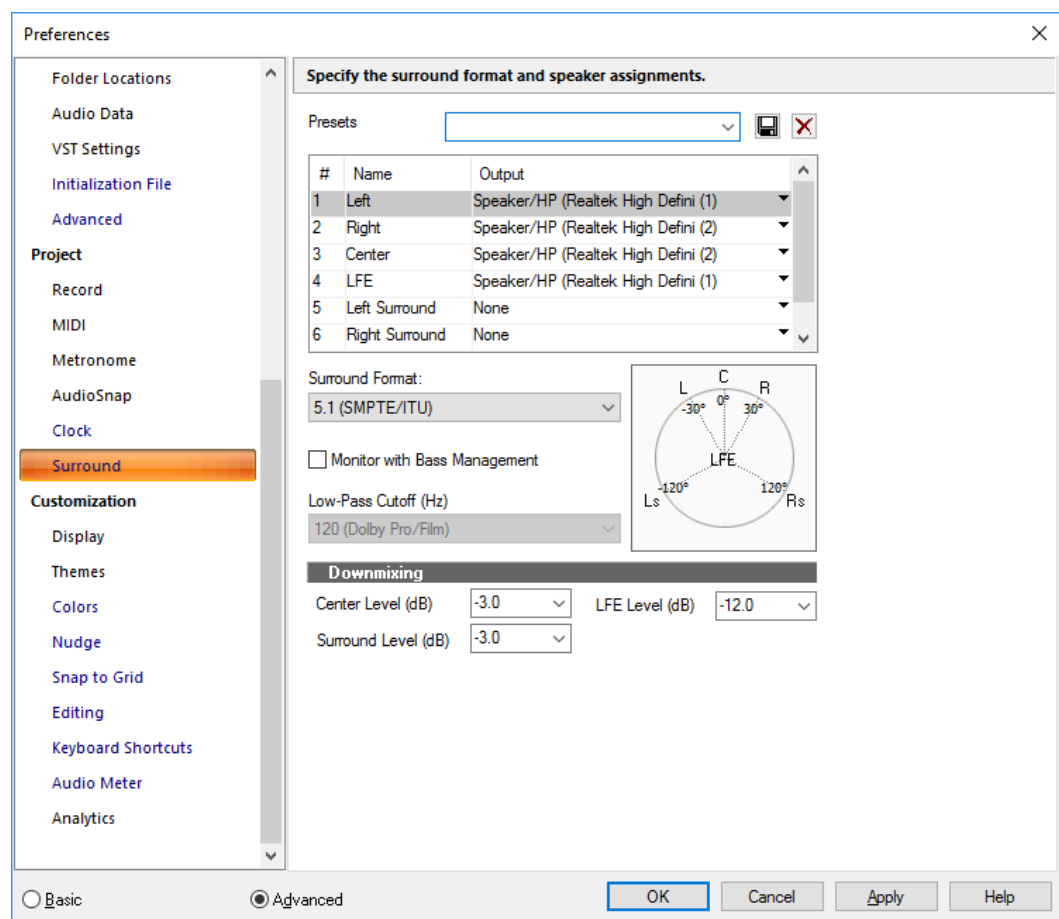 Preferences
Folder Locations
Audio Data
VST Settings
Initialization File
Advanced
Project
Record
MIDI
Metronome
AudioSnap
Clock
Surround
Customization
Display
Themes
Colors
Nudge
Snap to Grid
Editing
Keyboard Shortcuts
Audio Meter
Analytics
Basic
Advanced
Specify the surround format and speaker assignments.
Presets
# Name Output
1 Left Speaker/HP (Realtek High Defini (1)
2 Right Speaker/HP (Realtek High Defini (2)
3 Center Speaker/HP (Realtek High Defini (2)
4 LFE Speaker/HP (Realtek High Defini (1)
5 Left Surround None
6 Right Surround None
Surround Format:
5.1 (SMPTE/ITU)
Monitor with Bass Management
Low-Pass Cutoff (Hz)
120 (Dolby Pro/Film)
L C R
-30° 0° 30°
LFE
-120° 120°
Ls Rs
Downmixing
Center Level (dB) -3.0 LFE Level (dB) -12.0
Surround Level (dB) -3.0
OK Cancel Apply Help